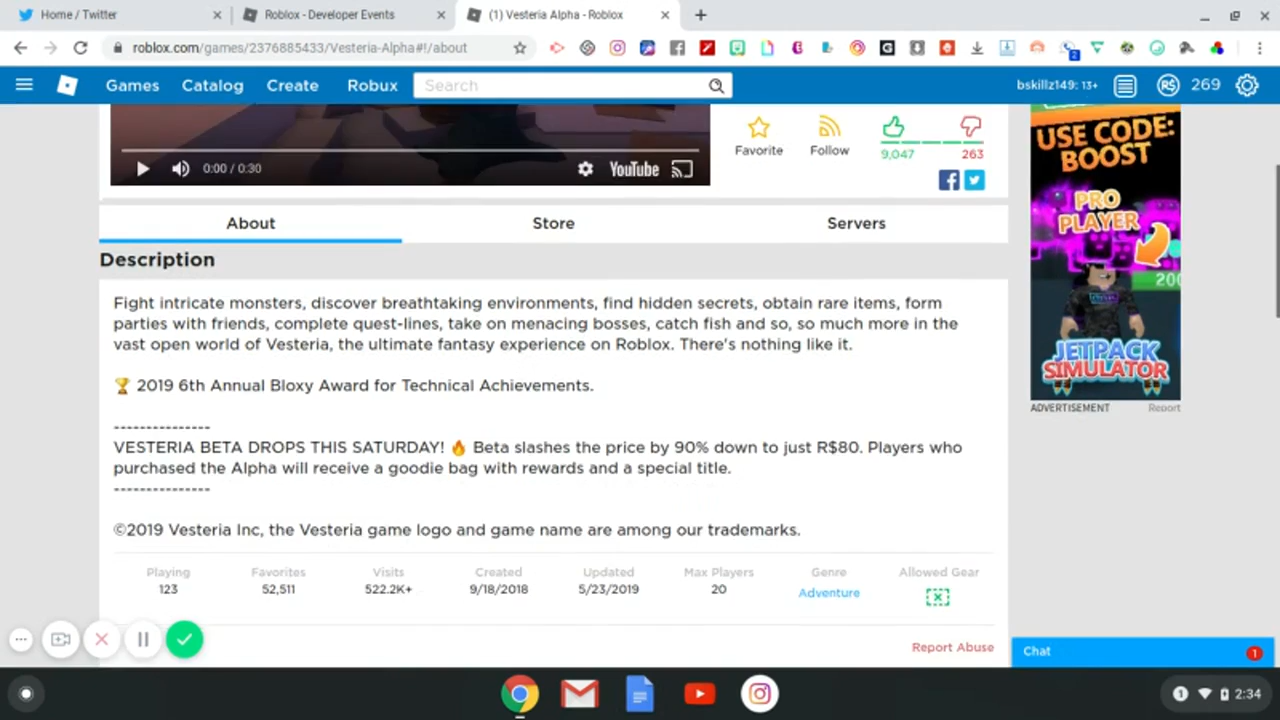 Home / Twitter
Roblox - Developer Events
(1) Vesteria Alpha - Roblox
roblox.com/games/2376885433/Vesteria-Alpha#!/about
2
Games
Catalog
Create
Robux
Search
bskillz149: 13+
269
0:00 / 0:30
YouTube
Favorite
Follow
9,047
263
About
Store
Servers
Description
Fight intricate monsters, discover breathtaking environments, find hidden secrets, obtain rare items, form
parties with friends, complete quest-lines, take on menacing bosses, catch fish and so, so much more in the
vast open world of Vesteria, the ultimate fantasy experience on Roblox. There's nothing like it.
🏆 2019 6th Annual Bloxy Award for Technical Achievements.
---------------
VESTERIA BETA DROPS THIS SATURDAY! 🔥 Beta slashes the price by 90% down to just R$80. Players who
purchased the Alpha will receive a goodie bag with rewards and a special title.
---------------
©2019 Vesteria Inc, the Vesteria game logo and game name are among our trademarks.
Playing
Favorites
Visits
Created
Updated
Max Players
Genre
Allowed Gear
123
52,511
522.2K+
9/18/2018
5/23/2019
20
Adventure
Report Abuse
USE CODE:
BOOST
PRO
PLAYER
200
JETPACK
SIMULATOR
ADVERTISEMENT
Report
Chat
1
1
2:34